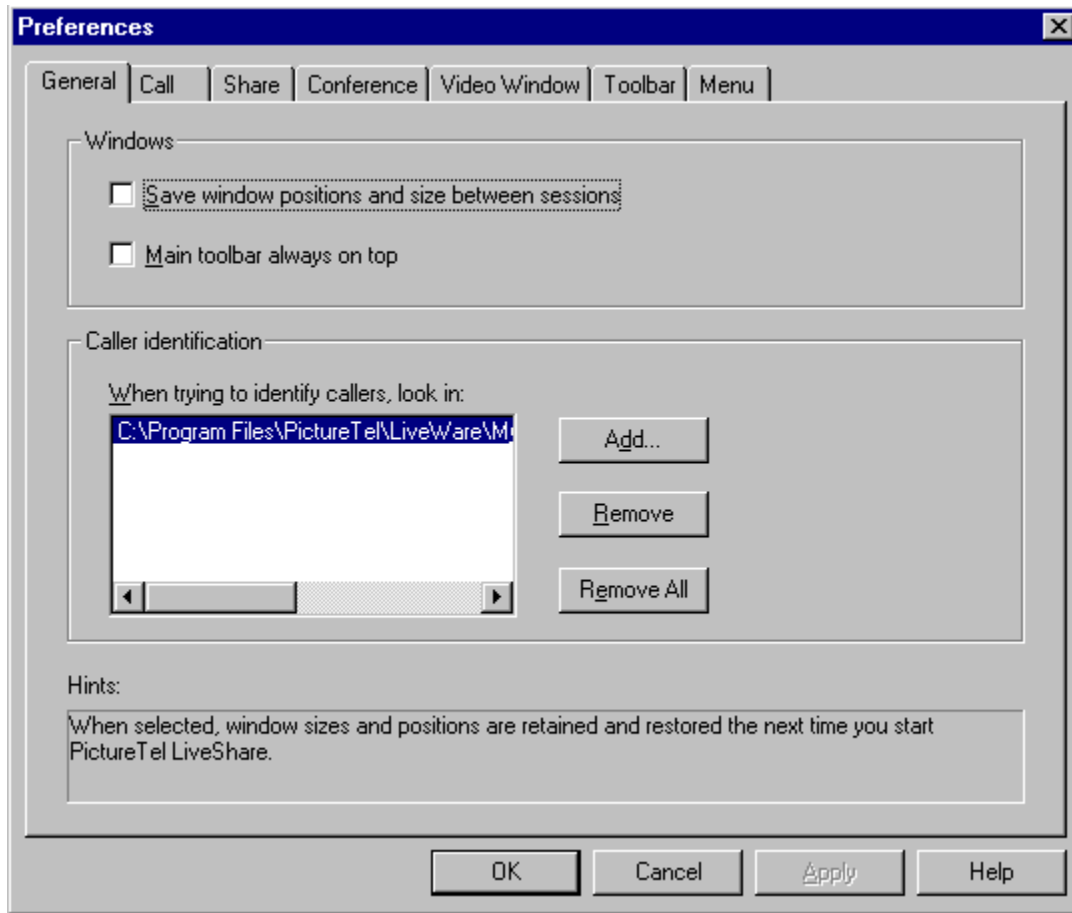 Preferences
General Call Share Conference Video Window Toolbar Menu
Windows
Save window positions and size between sessions
Main toolbar always on top
Caller identification
When trying to identify callers, look in:
C:\Program Files\PictureTel\LiveWare\
Add...
Remove
Remove All
Hints:
When selected, window sizes and positions are retained and restored the next time you start
PictureTel LiveShare.
OK Cancel Apply Help